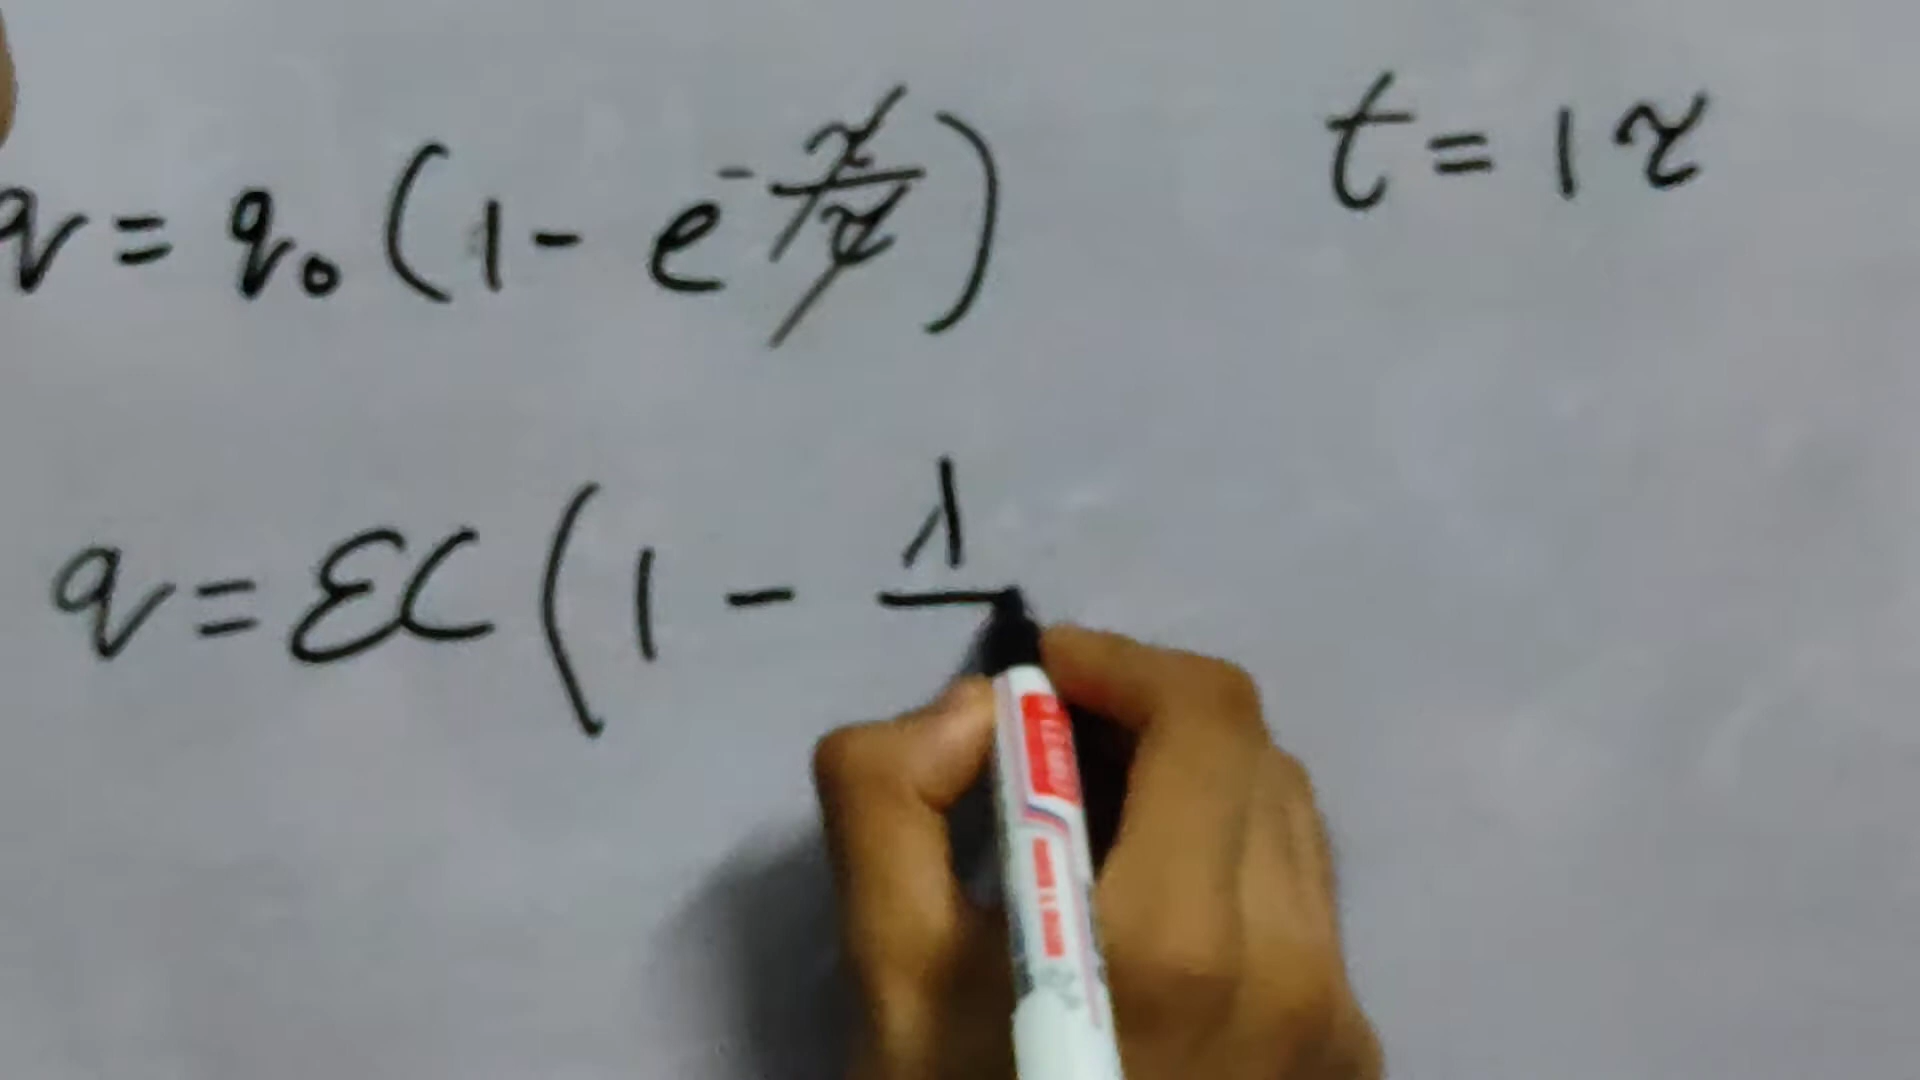 q = q₀ (1 - e^-τ/τ) t = 1τ
q = εC (1 - 1/